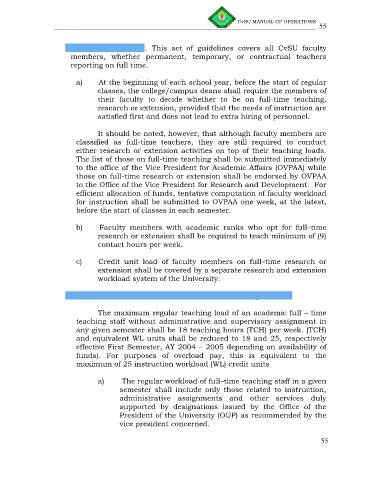 CvSU MANUAL OF OPERATIONS
55
. This set of guidelines covers all CvSU faculty
members, whether permanent, temporary, or contractual teachers
reporting on full time.
a) At the beginning of each school year, before the start of regular
classes, the college/campus deans shall require the members of
their faculty to decide whether to be on full-time teaching,
research or extension, provided that the needs of instruction are
satisfied first and does not lead to extra hiring of personnel.
It should be noted, however, that although faculty members are
classified as full-time teachers, they are still required to conduct
either research or extension activities on top of their teaching loads.
The list of those on full-time teaching shall be submitted immediately
to the office of the Vice President for Academic Affairs (OVPAA) while
those on full-time research or extension shall be endorsed by OVPAA
to the Office of the Vice President for Research and Development. For
efficient allocation of funds, tentative computation of faculty workload
for instruction shall be submitted to OVPAA one week, at the latest,
before the start of classes in each semester.
b) Faculty members with academic ranks who opt for full–time
research or extension shall be required to teach minimum of (9)
contact hours per week.
c) Credit unit load of faculty members on full–time research or
extension shall be covered by a separate research and extension
workload system of the University.
The maximum regular teaching load of an academic full – time
teaching staff without administrative and supervisory assignment in
any given semester shall be 18 teaching hours (TCH) per week. (TCH)
and equivalent WL units shall be reduced to 18 and 25, respectively
effective First Semester, AY 2004 – 2005 depending on availability of
funds). For purposes of overload pay, this is equivalent to the
maximum of 25 instruction workload (WL) credit units
a) The regular workload of full–time teaching staff in a given
semester shall include only those related to instruction,
administrative assignments and other services duly
supported by designations issued by the Office of the
President of the University (OUP) as recommended by the
vice president concerned.
55